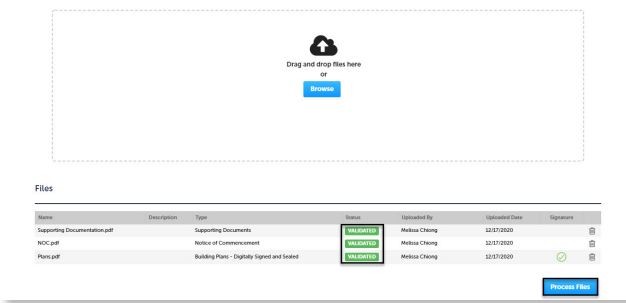 Drag and drop files here
or
Browse
Files
Name Description Type Status Uploaded By Uploaded Date Signature
Supporting Documentation.pdf Supporting Documents VALIDATED Melissa Chiong 12/17/2020
NOC.pdf Notice of Commencement VALIDATED Melissa Chiong 12/17/2020
Plans.pdf Building Plans - Digitally Signed and Sealed VALIDATED Melissa Chiong 12/17/2020
Process Files